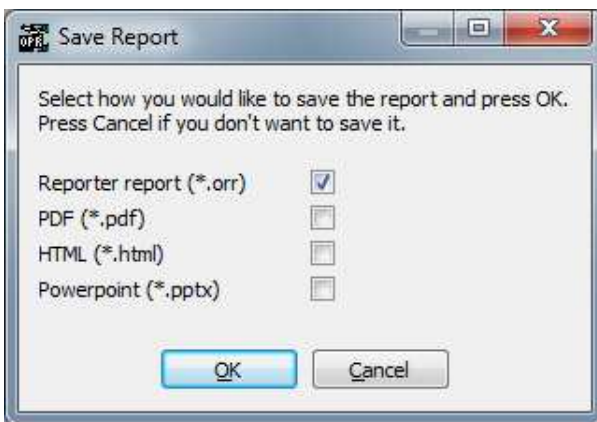 Save Report
Select how you would like to save the report and press OK.
Press Cancel if you don't want to save it.
Reporter report (*.orr)
PDF (*.pdf)
HTML (*.html)
Powerpoint (*.pptx)
OK
Cancel